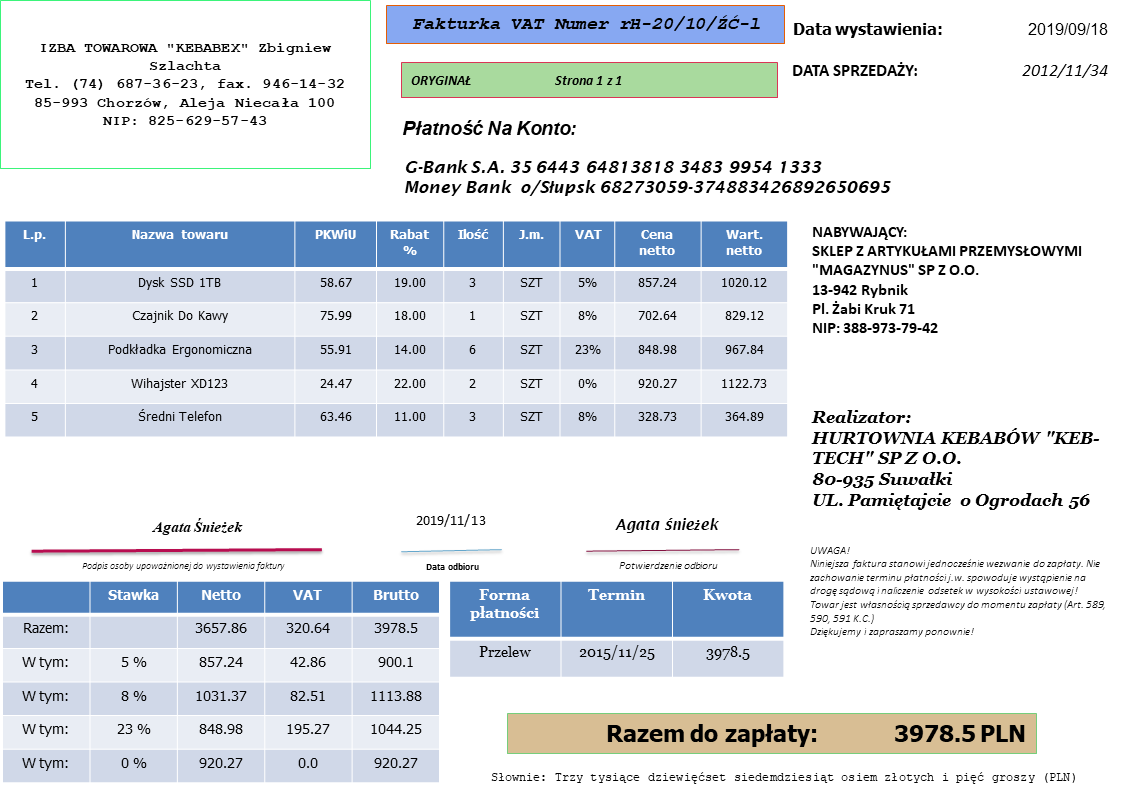 IZBA TOWAROWA "KEBABEX" Zbigniew
Szlachta
Tel. (74) 687-36-23, fax. 946-14-32
85-993 Chorzów, Aleja Niecała 100
NIP: 825-629-57-43
Fakturka VAT Numer rH-20/10/ŹĆ-l
ORYGINAŁ Strona 1 z 1
Data wystawienia: 2019/09/18
DATA SPRZEDAŻY: 2012/11/34
Płatność Na Konto:
G-Bank S.A. 35 6443 64813818 3483 9954 1333
Money Bank o/Słupsk 68273059-374883426892650695
L.p. Nazwa towaru PKWiU Rabat % Ilość J.m. VAT Cena netto Wart. netto
1 Dysk SSD 1TB 58.67 19.00 3 SZT 5% 857.24 1020.12
2 Czajnik Do Kawy 75.99 18.00 1 SZT 8% 702.64 829.12
3 Podkładka Ergonomiczna 55.91 14.00 6 SZT 23% 848.98 967.84
4 Wihajster XD123 24.47 22.00 2 SZT 0% 920.27 1122.73
5 Średni Telefon 63.46 11.00 3 SZT 8% 328.73 364.89
NABYWAJĄCY:
SKLEP Z ARTYKUŁAMI PRZEMYSŁOWYMI
"MAGAZYNUS" SP Z O.O.
13-942 Rybnik
Pl. Żabi Kruk 71
NIP: 388-973-79-42
Realizator:
HURTOWNIA KEBABÓW "KEB-
TECH" SP Z O.O.
80-935 Suwałki
UL. Pamiętajcie o Ogrodach 56
Agata Śnieżek
Podpis osoby upoważnionej do wystawienia faktury
2019/11/13
Data odbioru
Agata śnieżek
Potwierdzenie odbioru
UWAGA!
Niniejsza faktura stanowi jednocześnie wezwanie do zapłaty. Nie
zachowanie terminu płatności j.w. spowoduje wystąpienie na
drogę sądową i naliczenie odsetek w wysokości ustawowej!
Towar jest własnością sprzedawcy do momentu zapłaty (Art. 589,
590, 591 K.C.)
Dziękujemy i zapraszamy ponownie!
Stawka Netto VAT Brutto
Razem: 3657.86 320.64 3978.5
W tym: 5 % 857.24 42.86 900.1
W tym: 8 % 1031.37 82.51 1113.88
W tym: 23 % 848.98 195.27 1044.25
W tym: 0 % 920.27 0.0 920.27
Forma płatności Termin Kwota
Przelew 2015/11/25 3978.5
Razem do zapłaty: 3978.5 PLN
Słownie: Trzy tysiące dziewięćset siedemdziesiąt osiem złotych i pięć groszy (PLN)